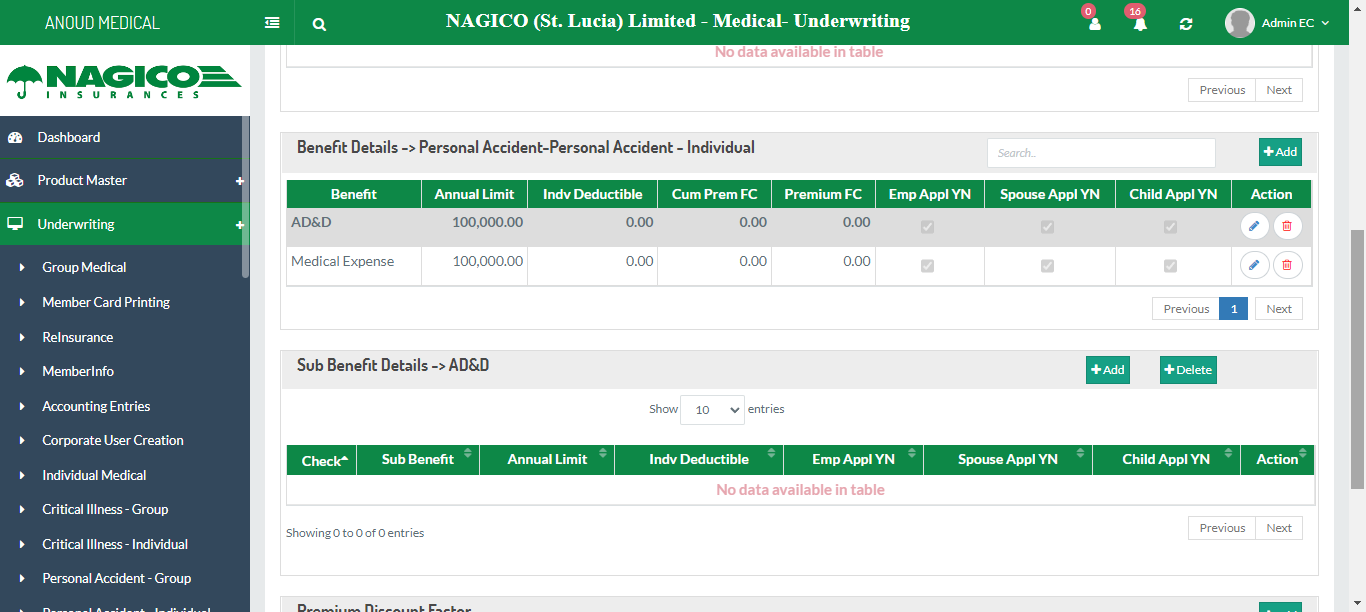 ANOUD MEDICAL
NAGICO (St. Lucia) Limited - Medical- Underwriting
0
16
Admin EC
NAGICO
INSURANCES
Dashboard
Product Master +
Underwriting +
Group Medical
Member Card Printing
ReInsurance
MemberInfo
Accounting Entries
Corporate User Creation
Individual Medical
Critical Illness - Group
Critical Illness - Individual
Personal Accident - Group
Personal Accident - Individual
No data available in table
Previous Next
Benefit Details -> Personal Accident-Personal Accident - Individual
Search..
+Add
Benefit Annual Limit Indv Deductible Cum Prem FC Premium FC Emp Appl YN Spouse Appl YN Child Appl YN Action
AD&D 100,000.00 0.00 0.00 0.00
Medical Expense 100,000.00 0.00 0.00 0.00
Previous 1 Next
Sub Benefit Details -> AD&D
+Add +Delete
Show 10 entries
Check Sub Benefit Annual Limit Indv Deductible Emp Appl YN Spouse Appl YN Child Appl YN Action
No data available in table
Showing 0 to 0 of 0 entries
Previous Next
Premium Discount Factor